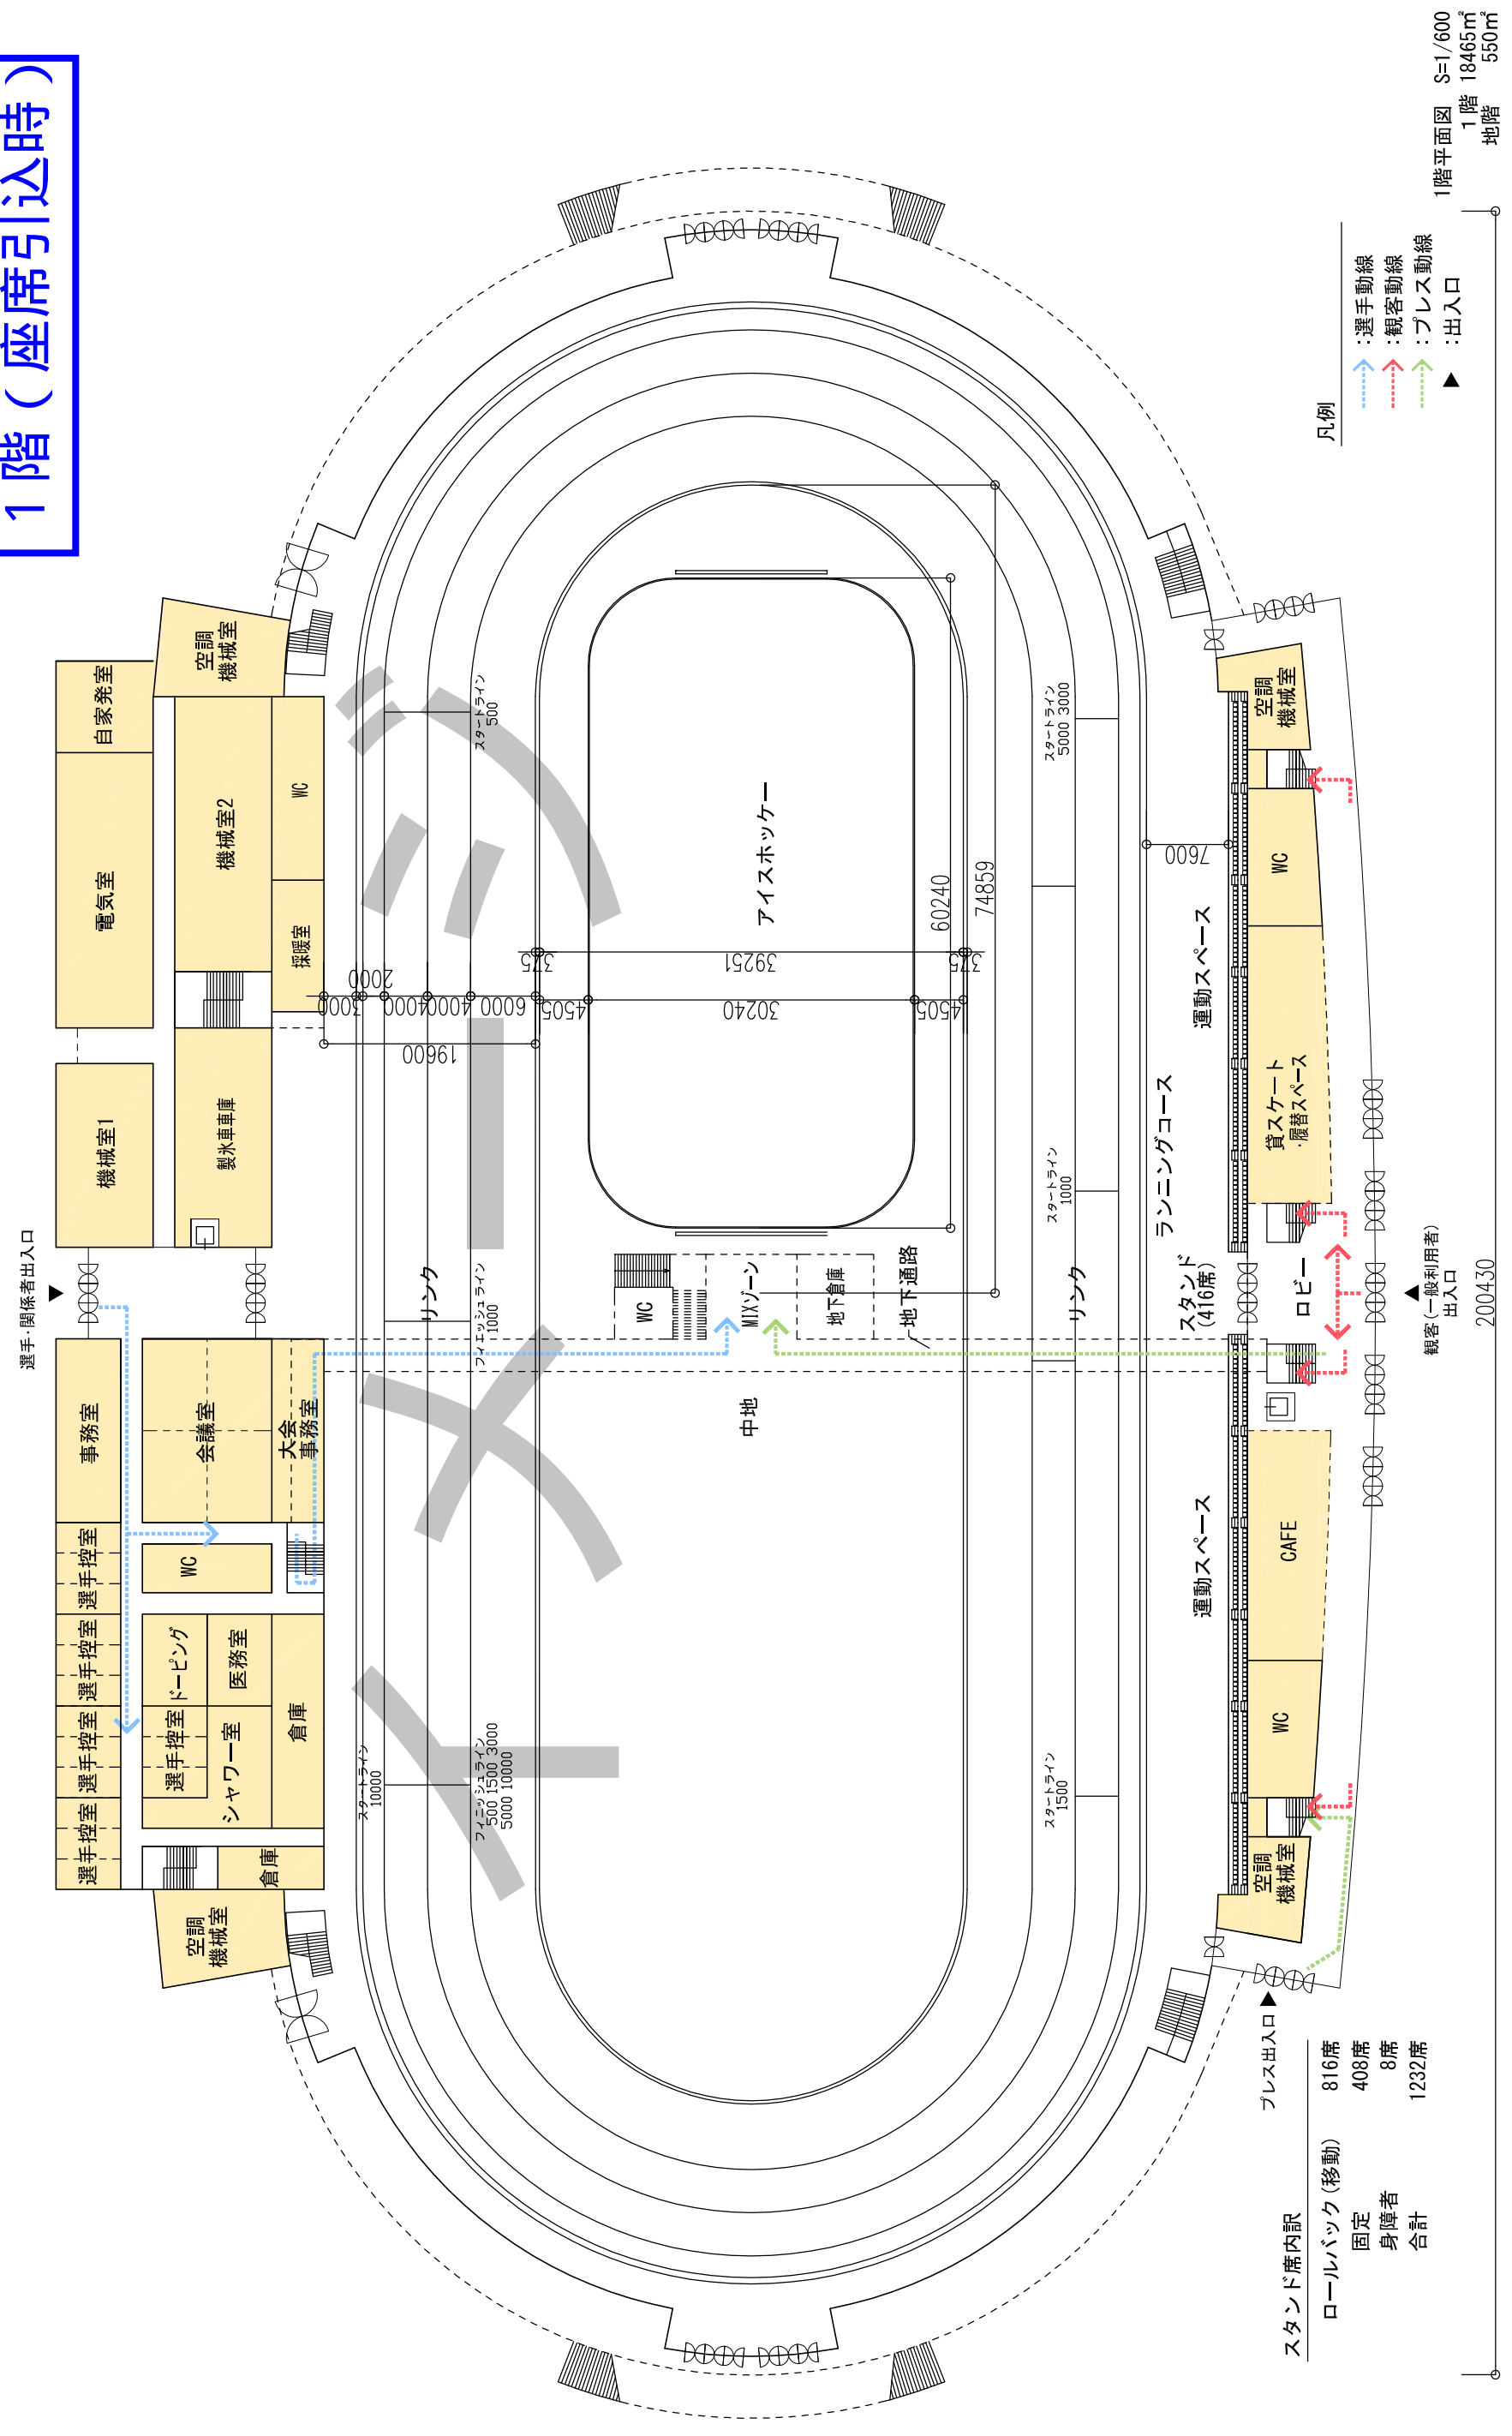 1階(座席引込時)
選手・関係者出入口
選手控室
選手控室
選手控室
選手控室
事務室
機械室1
電気室
自家発室
空調
機械室
選手控室
ドーピング
シャワー室
医務室
倉庫
倉庫
WC
会議室
大会
事務室
製氷車車庫
機械室2
採暖室
WC
空調
機械室
3000
2000
4000
4000
6000
19600
スタートライン
10000
フィニッシュライン
500 1500 3000
5000 10000
リンク
フィニッシュライン
1000
スタートライン
500
イメージ
中地
WC
MIXゾーン
地下倉庫
地下通路
アイスホッケー
375
39251
375
4505
30240
4505
60240
74859
スタートライン
1500
リンク
スタートライン
1000
スタートライン
5000 3000
ランニングコース
7600
運動スペース
スタンド
(416席)
運動スペース
空調
機械室
WC
CAFE
ロビー
貸スケート
・履替スペース
WC
空調
機械室
プレス出入口
観客(一般利用者)
出入口
200430
スタンド席内訳
ロールバック(移動) 816席
固定 408席
身障者 8席
合計 1232席
凡例
:選手動線
:観客動線
:プレス動線
:出入口
1階平面図 S=1/600
1階 18465㎡
地階 550㎡